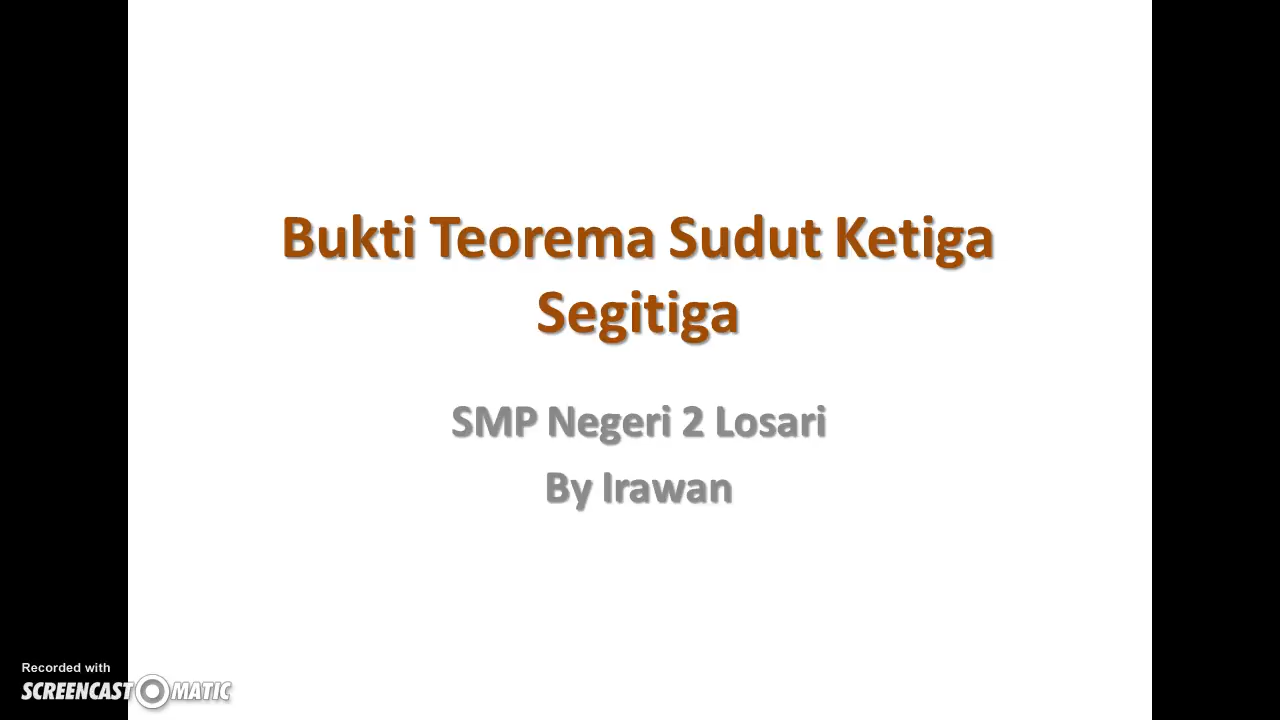 Bukti Teorema Sudut Ketiga
Segitiga
SMP Negeri 2 Losari
By Irawan
Recorded with
SCREENCAST MATIC